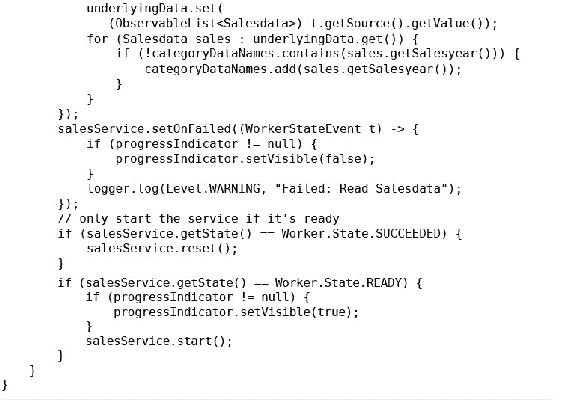 underlyingData.set(
(ObservableList<Salesdata>) t.getSource().getValue());
for (Salesdata sales : underlyingData.get()) {
if (!categoryDataNames.contains(sales.getSalesyear())) {
categoryDataNames.add(sales.getSalesyear());
}
}
});
salesService.setOnFailed((WorkerStateEvent t) -> {
if (progressIndicator != null) {
progressIndicator.setVisible(false);
}
logger.log(Level.WARNING, "Failed: Read Salesdata");
});
// only start the service if it's ready
if (salesService.getState() == Worker.State.SUCCEEDED) {
salesService.reset();
}
if (salesService.getState() == Worker.State.READY) {
if (progressIndicator != null) {
progressIndicator.setVisible(true);
}
salesService.start();
}
}
}